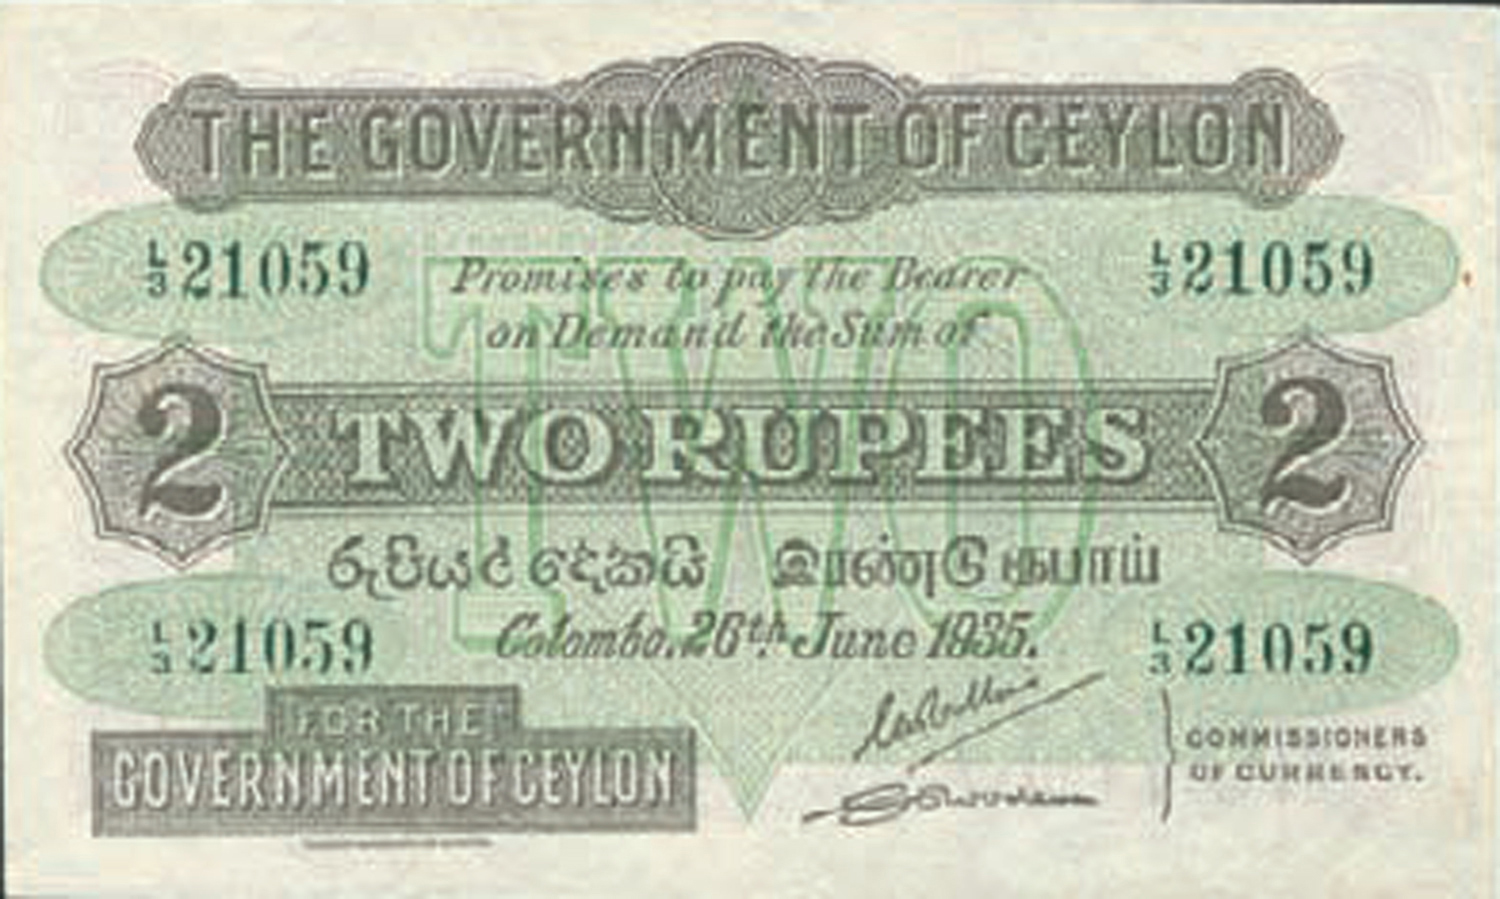 THE GOVERNMENT OF CEYLON
L/3 21059 L/3 21059
Promises to pay the Bearer
on Demand the Sum of
TWO
2 TWO RUPEES 2
රුපියල් දෙකයි இரண்டு ரூபாய்
Colombo. 26th June 1935.
L/3 21059 L/3 21059
FOR THE
GOVERNMENT OF CEYLON
COMMISSIONERS
OF CURRENCY.